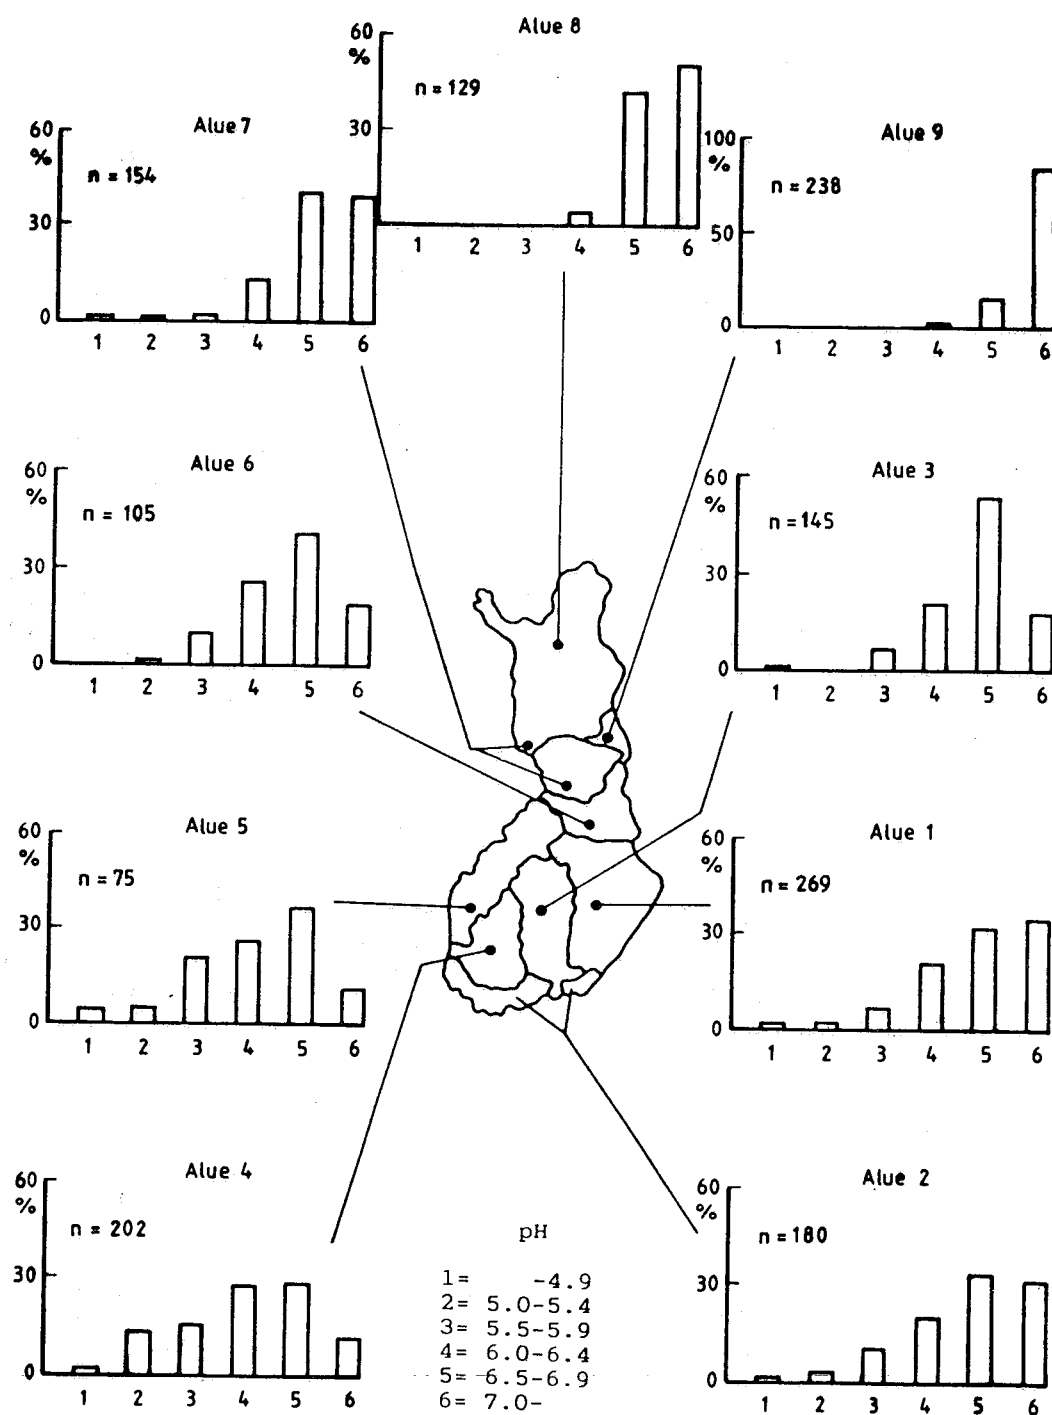 Alue 8
60
%
30
n = 129
1 2 3 4 5 6
Alue 7
60
%
30
0
n = 154
1 2 3 4 5 6
Alue 9
100
%
50
0
n = 238
1 2 3 4 5 6
Alue 6
60
%
30
0
n = 105
1 2 3 4 5 6
Alue 3
60
%
30
0
n = 145
1 2 3 4 5 6
Alue 5
60
%
30
0
n = 75
1 2 3 4 5 6
Alue 1
60
%
30
0
n = 269
1 2 3 4 5 6
Alue 4
60
%
30
0
n = 202
1 2 3 4 5 6
Alue 2
60
%
30
0
n = 180
1 2 3 4 5 6
pH
1= -4.9
2= 5.0-5.4
3= 5.5-5.9
4= 6.0-6.4
5= 6.5-6.9
6= 7.0-